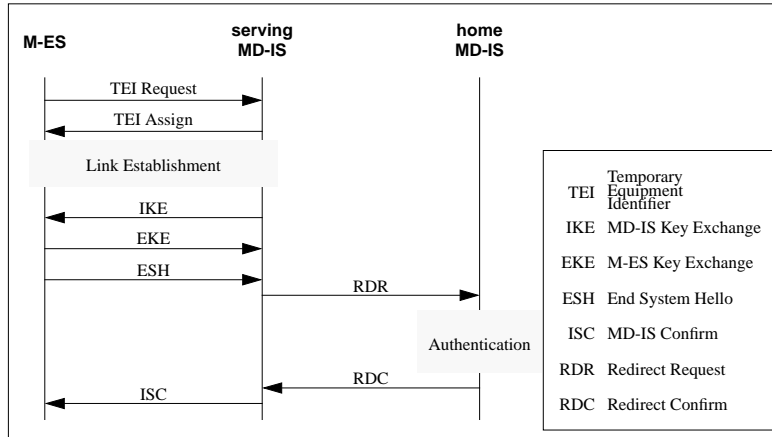 M-ES
serving
MD-IS
home
MD-IS
TEI Request
TEI Assign
Link Establishment
IKE
EKE
ESH
RDR
Authentication
RDC
ISC
TEI Temporary
Equipment
Identifier
IKE MD-IS Key Exchange
EKE M-ES Key Exchange
ESH End System Hello
ISC MD-IS Confirm
RDR Redirect Request
RDC Redirect Confirm